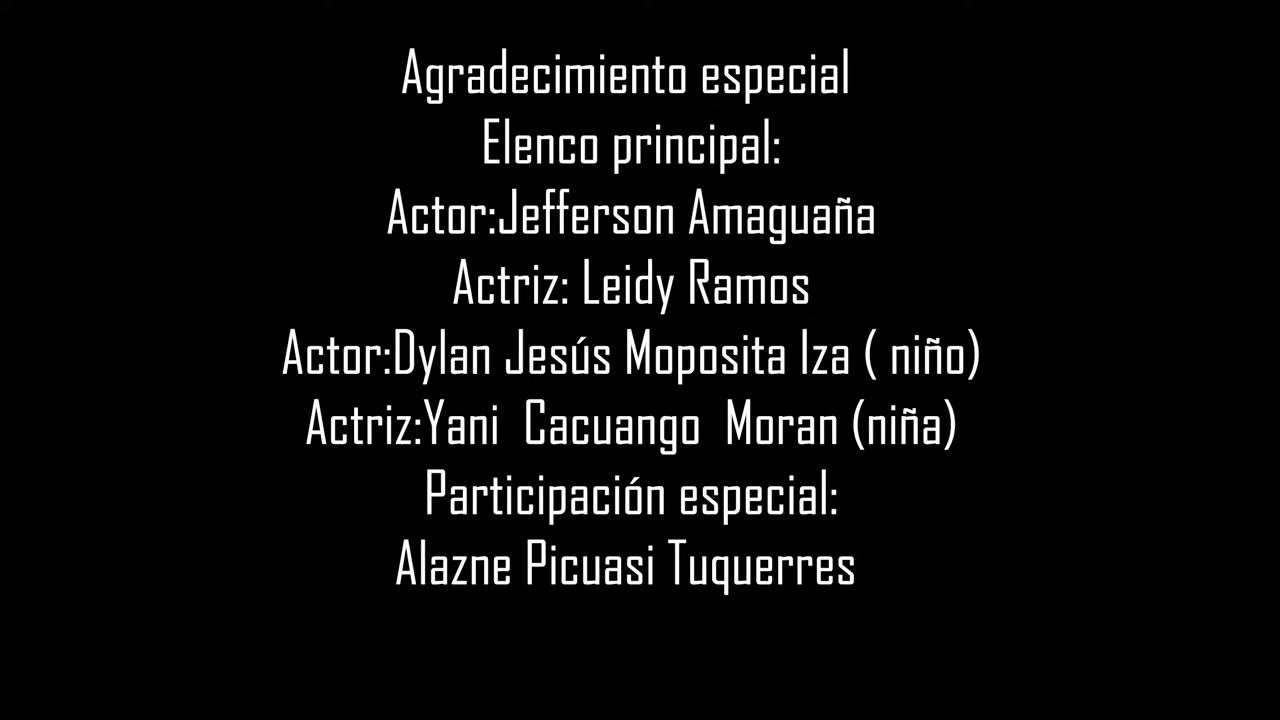 Agradecimiento especial
Elenco principal:
Actor:Jefferson Amaguaña
Actriz: Leidy Ramos
Actor:Dylan Jesús Moposita Iza ( niño)
Actriz:Yani  Cacuango  Moran (niña)
Participación especial:
Alazne Picuasi Tuquerres